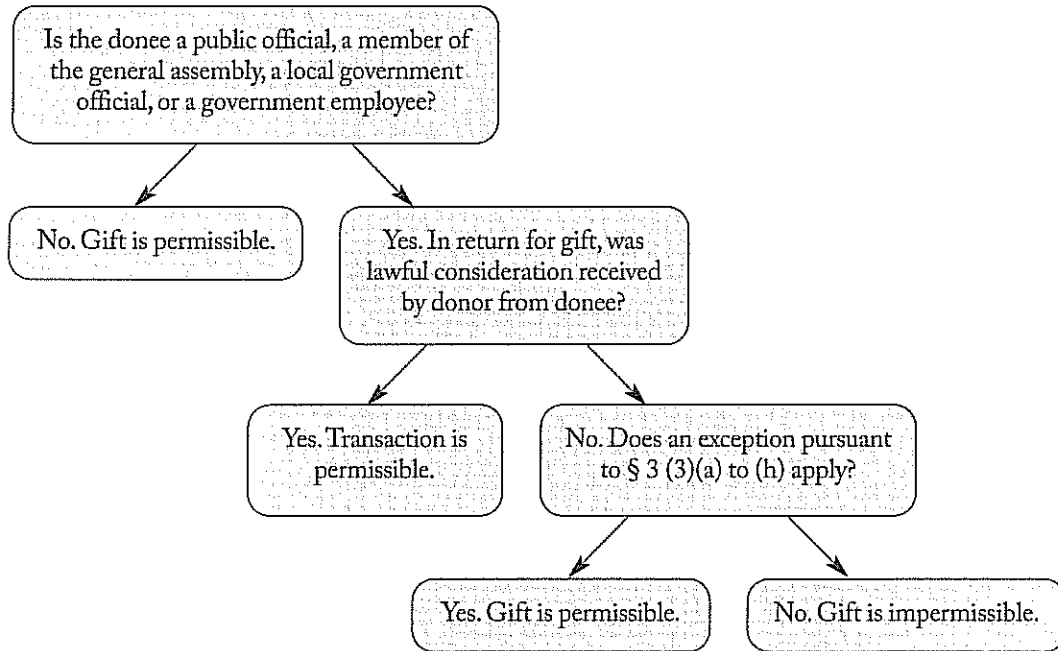 Is the donee a public official, a member of
the general assembly, a local government
official, or a government employee?
No. Gift is permissible.
Yes. In return for gift, was
lawful consideration received
by donor from donee?
Yes. Transaction is
permissible.
No. Does an exception pursuant
to § 3 (3)(a) to (h) apply?
Yes. Gift is permissible.
No. Gift is impermissible.